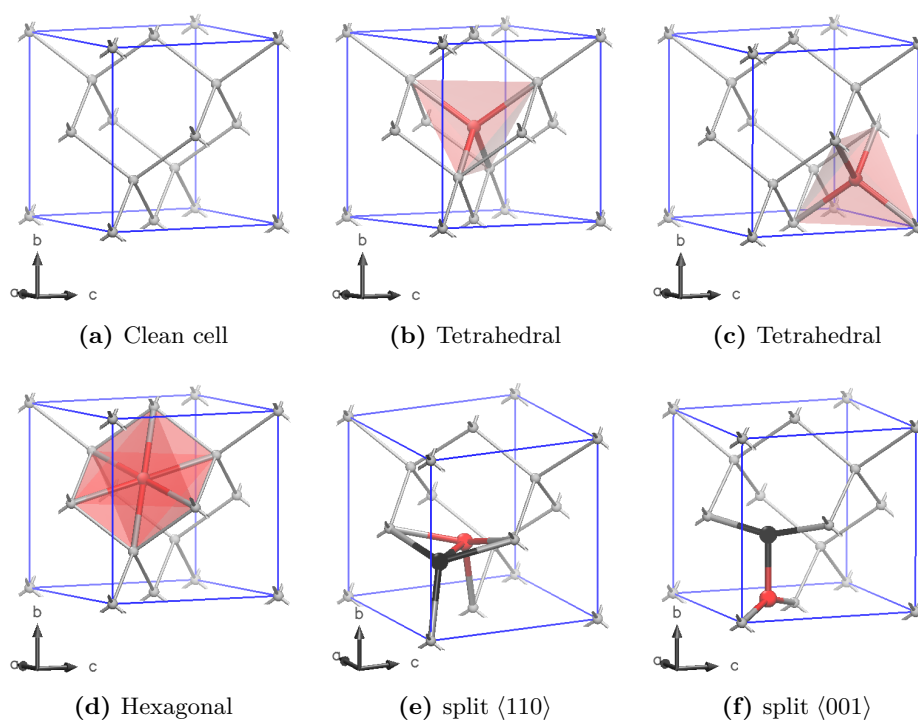 b
a
c
(a) Clean cell
b
a
c
(b) Tetrahedral
b
a
c
(c) Tetrahedral
b
a
c
(d) Hexagonal
b
a
c
(e) split ⟨110⟩
b
a
c
(f) split ⟨001⟩